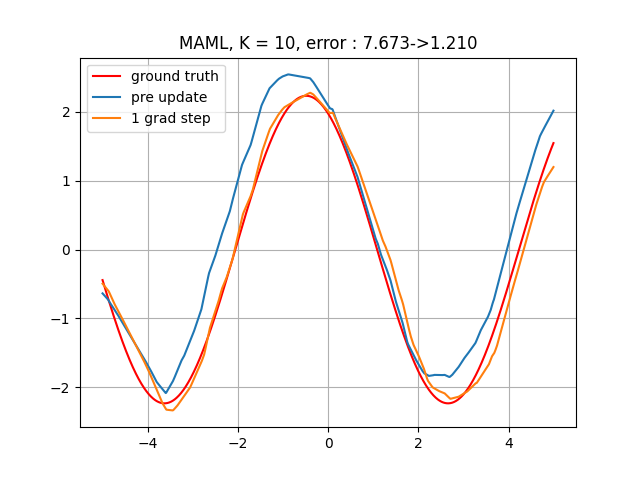 MAML, K = 10, error : 7.673->1.210
ground truth
pre update
1 grad step
2
1
0
−1
−2
−4
−2
0
2
4